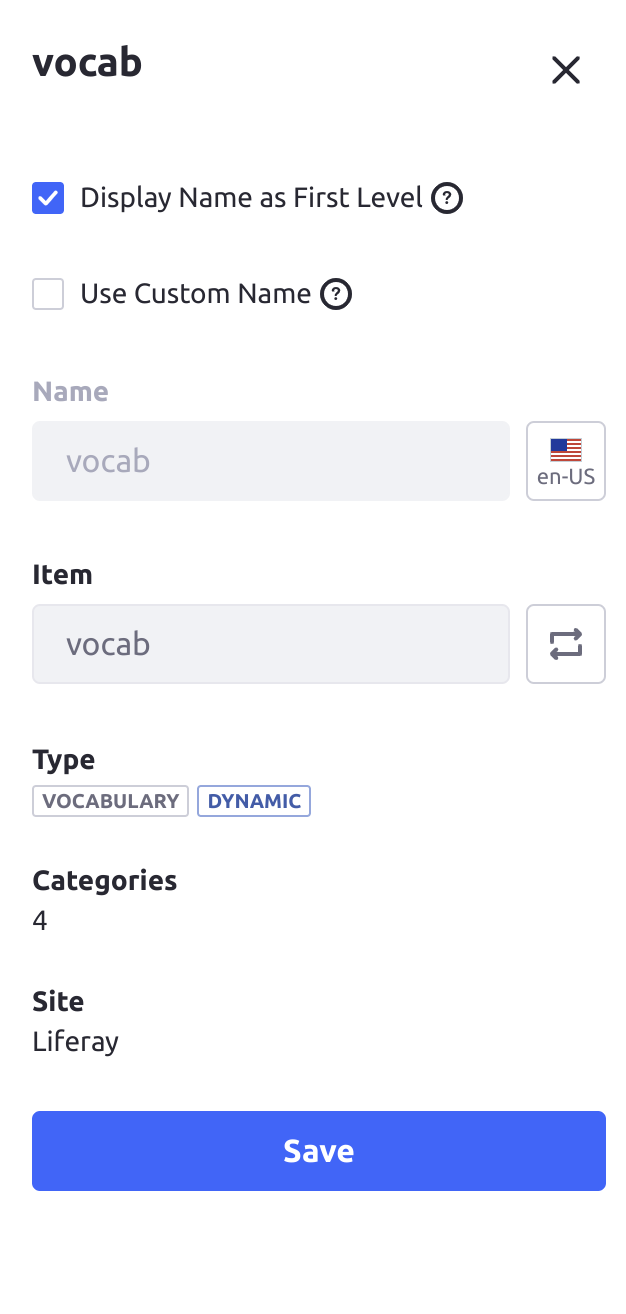 vocab
Display Name as First Level ?
Use Custom Name ?
Name
vocab
en-US
Item
vocab
Type
VOCABULARY DYNAMIC
Categories
4
Site
Liferay
Save